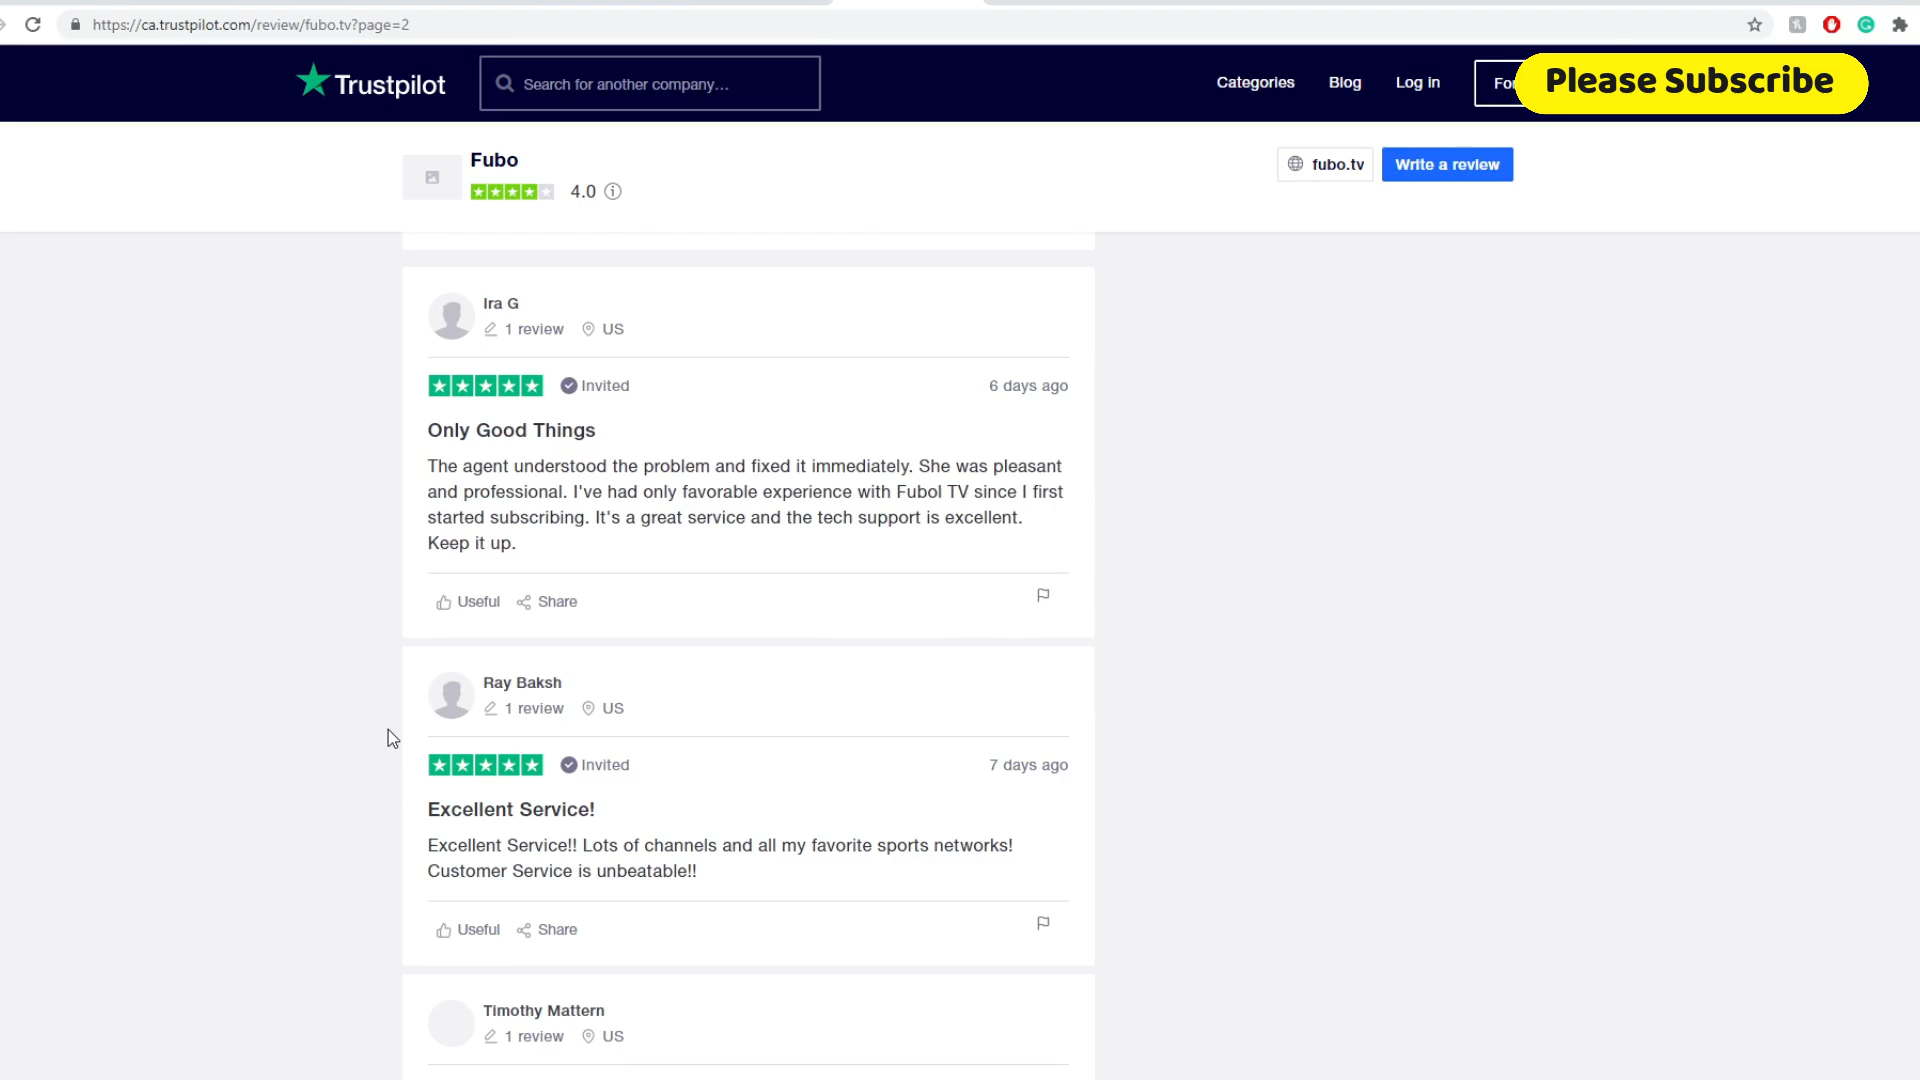 https://ca.trustpilot.com/review/fubo.tv?page=2
Trustpilot
Search for another company...
Categories
Blog
Log in
Please Subscribe
Fubo
4.0
fubo.tv
Write a review
Ira G
1 review US
Invited
6 days ago
Only Good Things
The agent understood the problem and fixed it immediately. She was pleasant
and professional. I've had only favorable experience with Fubol TV since I first
started subscribing. It's a great service and the tech support is excellent.
Keep it up.
Useful Share
Ray Baksh
1 review US
Invited
7 days ago
Excellent Service!
Excellent Service!! Lots of channels and all my favorite sports networks!
Customer Service is unbeatable!!
Useful Share
Timothy Mattern
1 review US